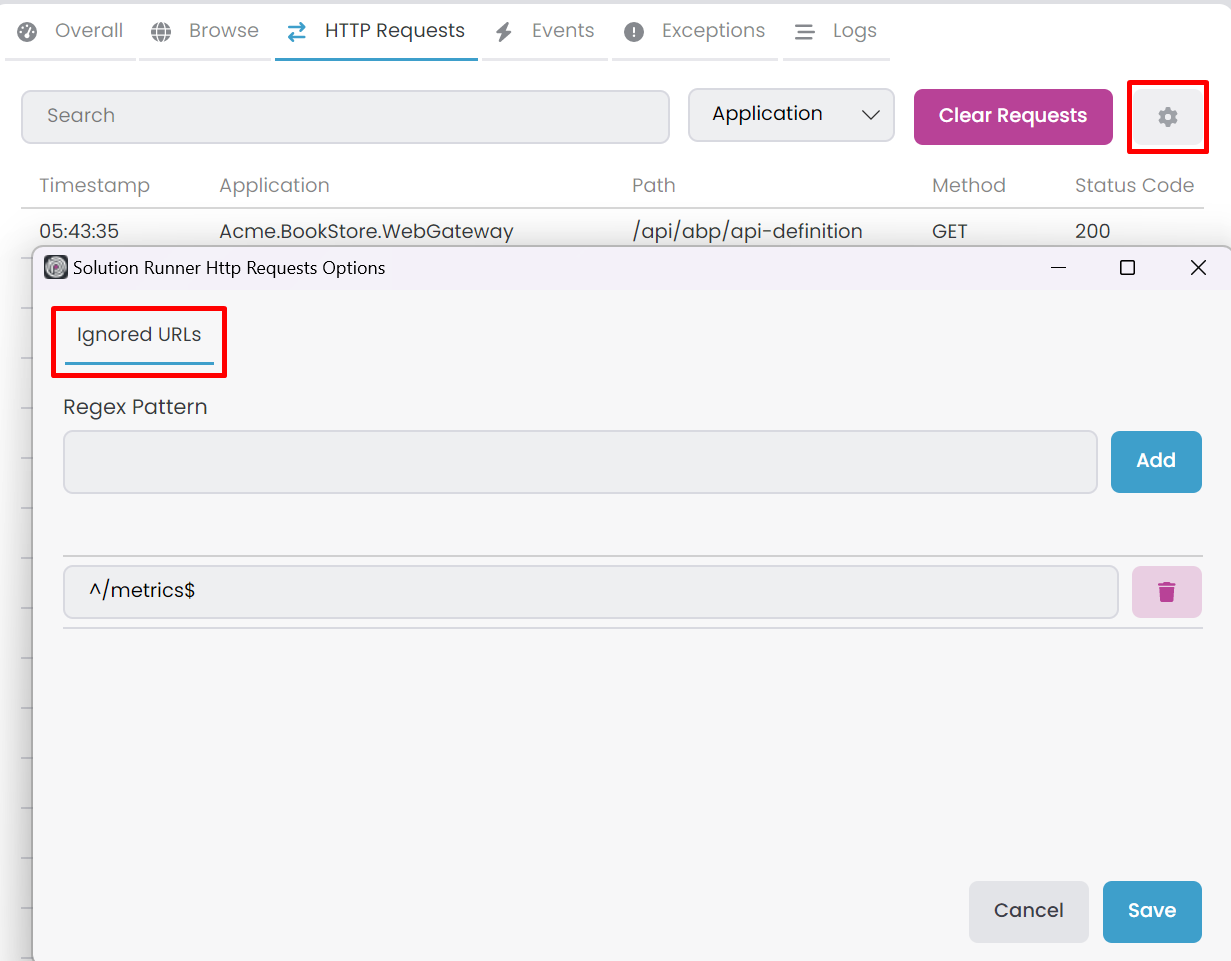 Overall Browse HTTP Requests Events Exceptions Logs
Search Application Clear Requests
Timestamp Application Path Method Status Code
05:43:35 Acme.BookStore.WebGateway /api/abp/api-definition GET 200
Solution Runner Http Requests Options
Ignored URLs
Regex Pattern
Add
^/metrics$
Cancel Save